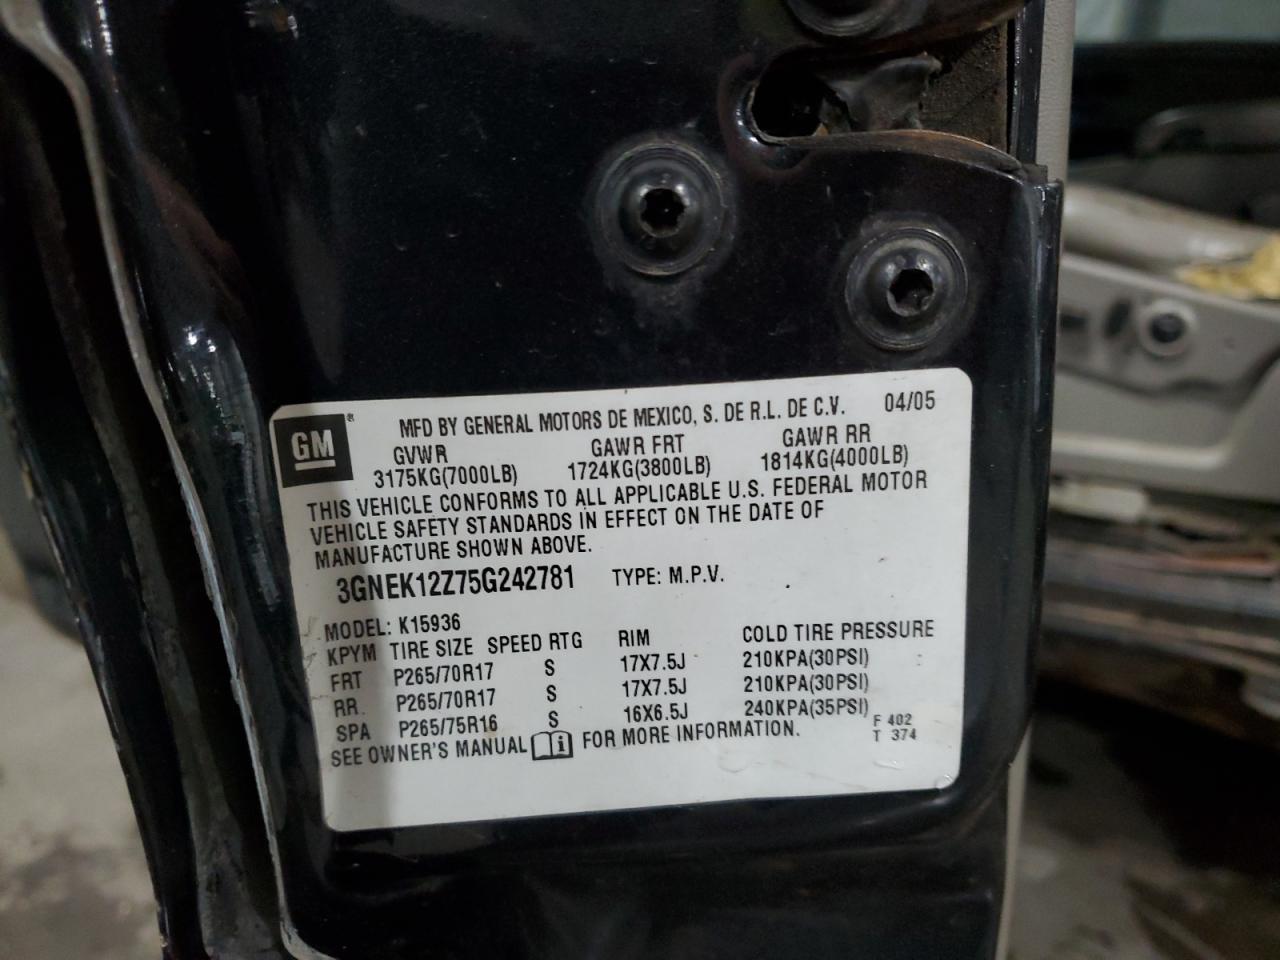 GM ® MFD BY GENERAL MOTORS DE MEXICO, S. DE R.L. DE C.V. 04/05
GVWR GAWR FRT GAWR RR
3175KG(7000LB) 1724KG(3800LB) 1814KG(4000LB)
THIS VEHICLE CONFORMS TO ALL APPLICABLE U.S. FEDERAL MOTOR
VEHICLE SAFETY STANDARDS IN EFFECT ON THE DATE OF
MANUFACTURE SHOWN ABOVE.
3GNEK12Z75G242781 TYPE: M.P.V.
MODEL: K15936
KPYM TIRE SIZE SPEED RTG RIM COLD TIRE PRESSURE
FRT P265/70R17 S 17X7.5J 210KPA(30PSI)
RR P265/70R17 S 17X7.5J 210KPA(30PSI)
SPA P265/75R16 S 16X6.5J 240KPA(35PSI)
SEE OWNER'S MANUAL i FOR MORE INFORMATION.
F 402
T 374